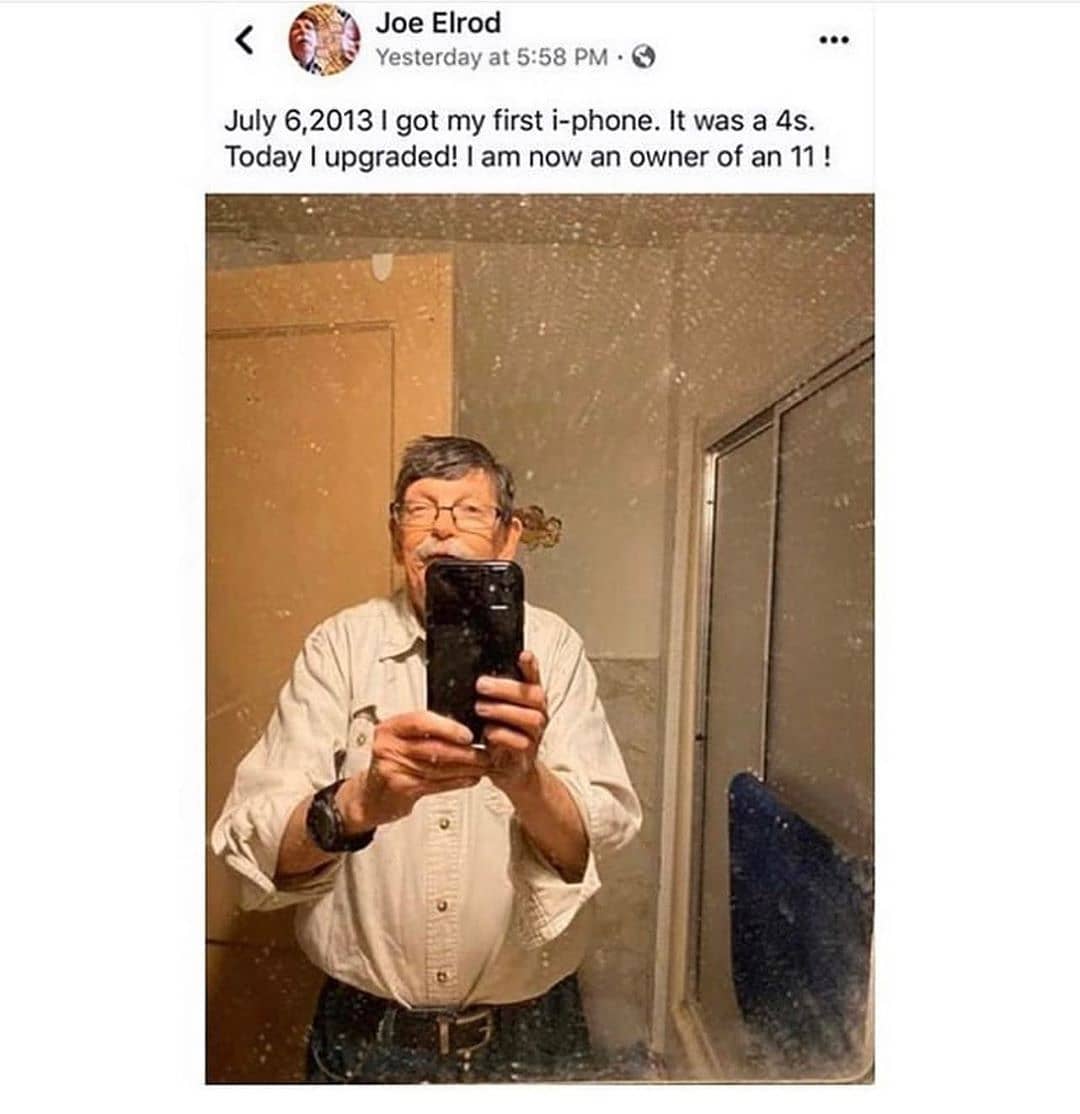 Joe Elrod
Yesterday at 5:58 PM ·
July 6,2013 I got my first i-phone. It was a 4s.
Today I upgraded! I am now an owner of an 11 !